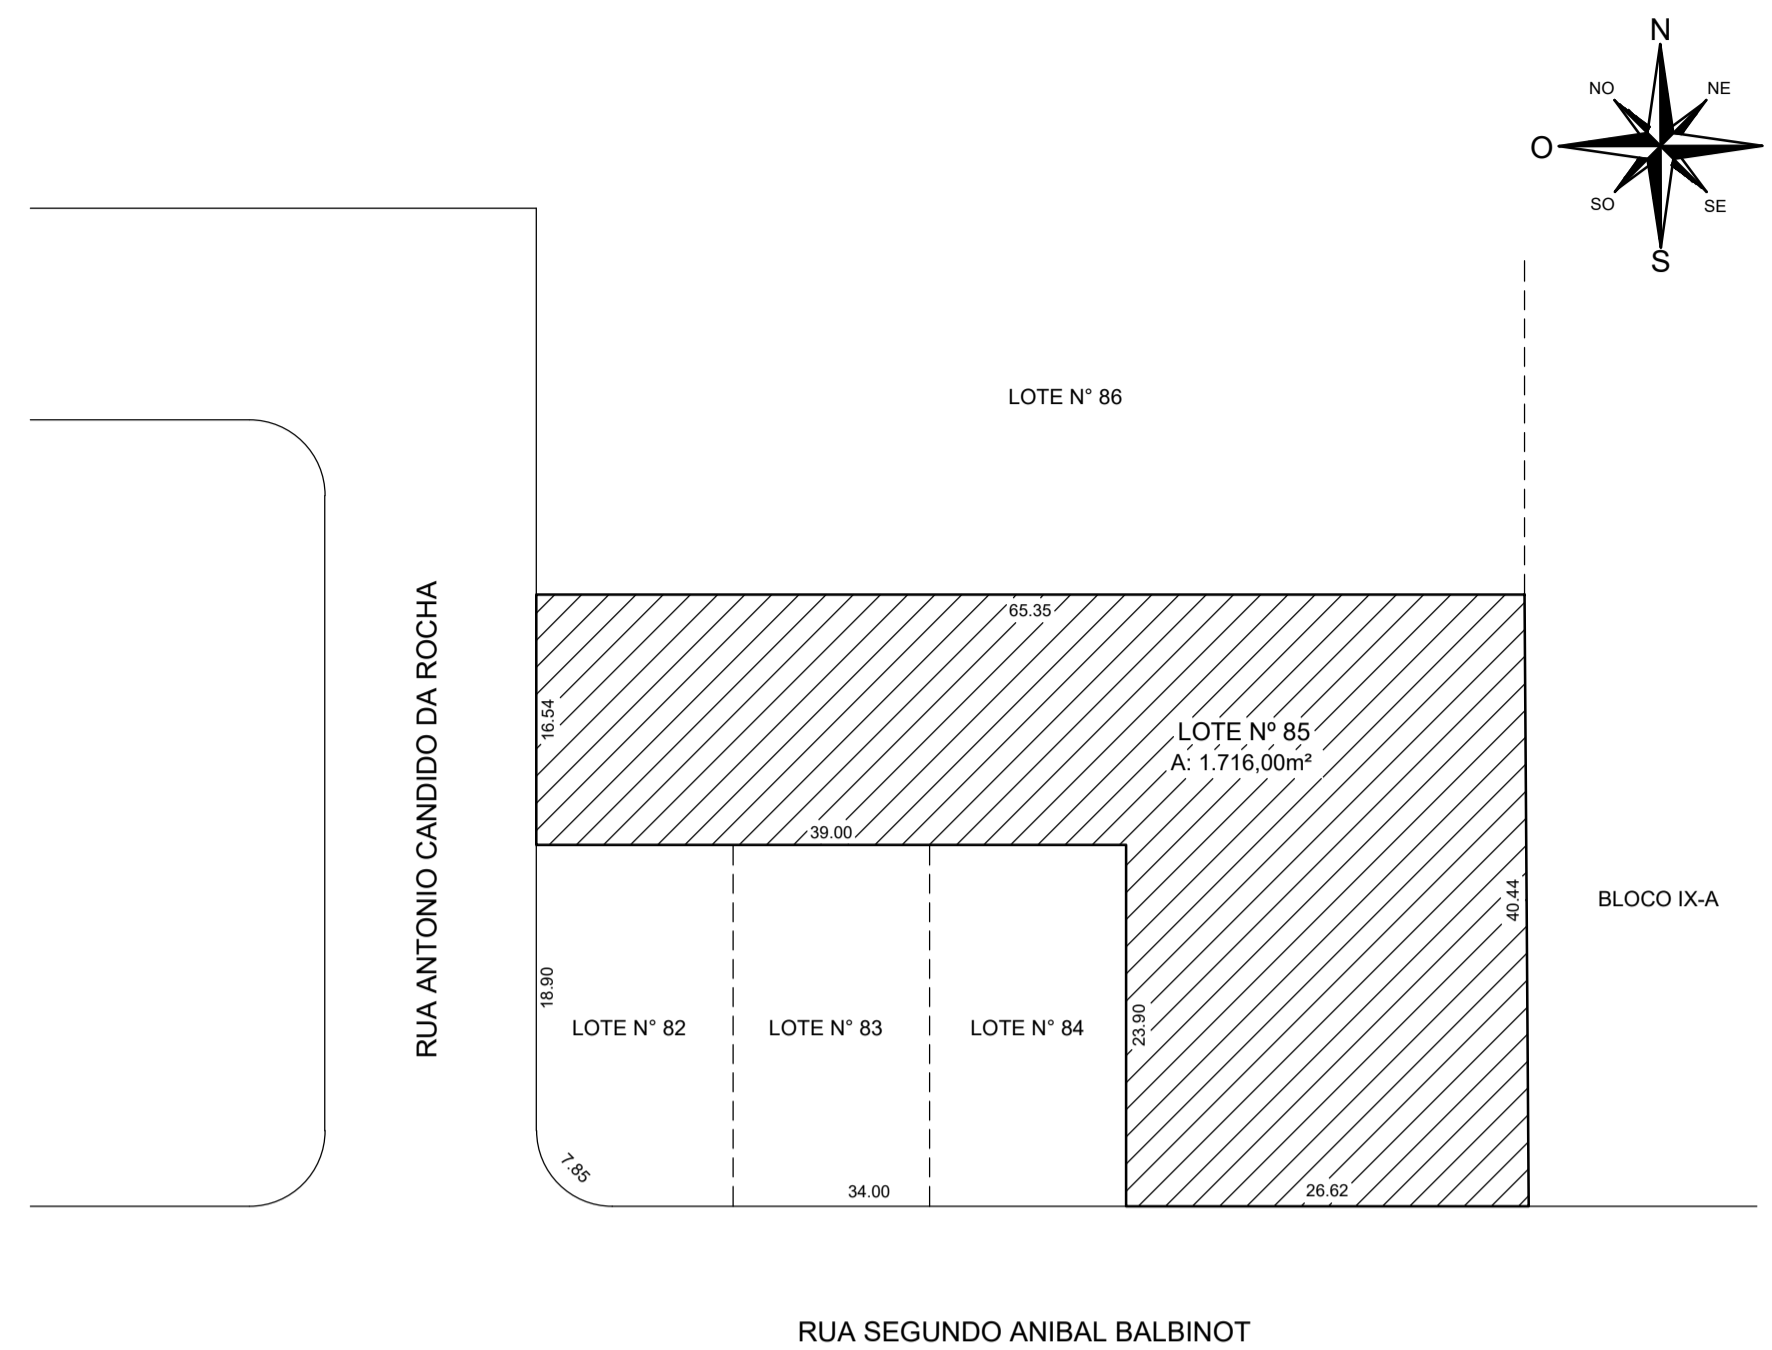 N
NO
NE
O
SO
SE
S
LOTE N° 86
65.35
RUA ANTONIO CANDIDO DA ROCHA
16.54
LOTE Nº 85
A: 1.716,00m²
39.00
40.44
BLOCO IX-A
18.90
LOTE N° 82
LOTE N° 83
LOTE N° 84
23.90
7.85
34.00
26.62
RUA SEGUNDO ANIBAL BALBINOT